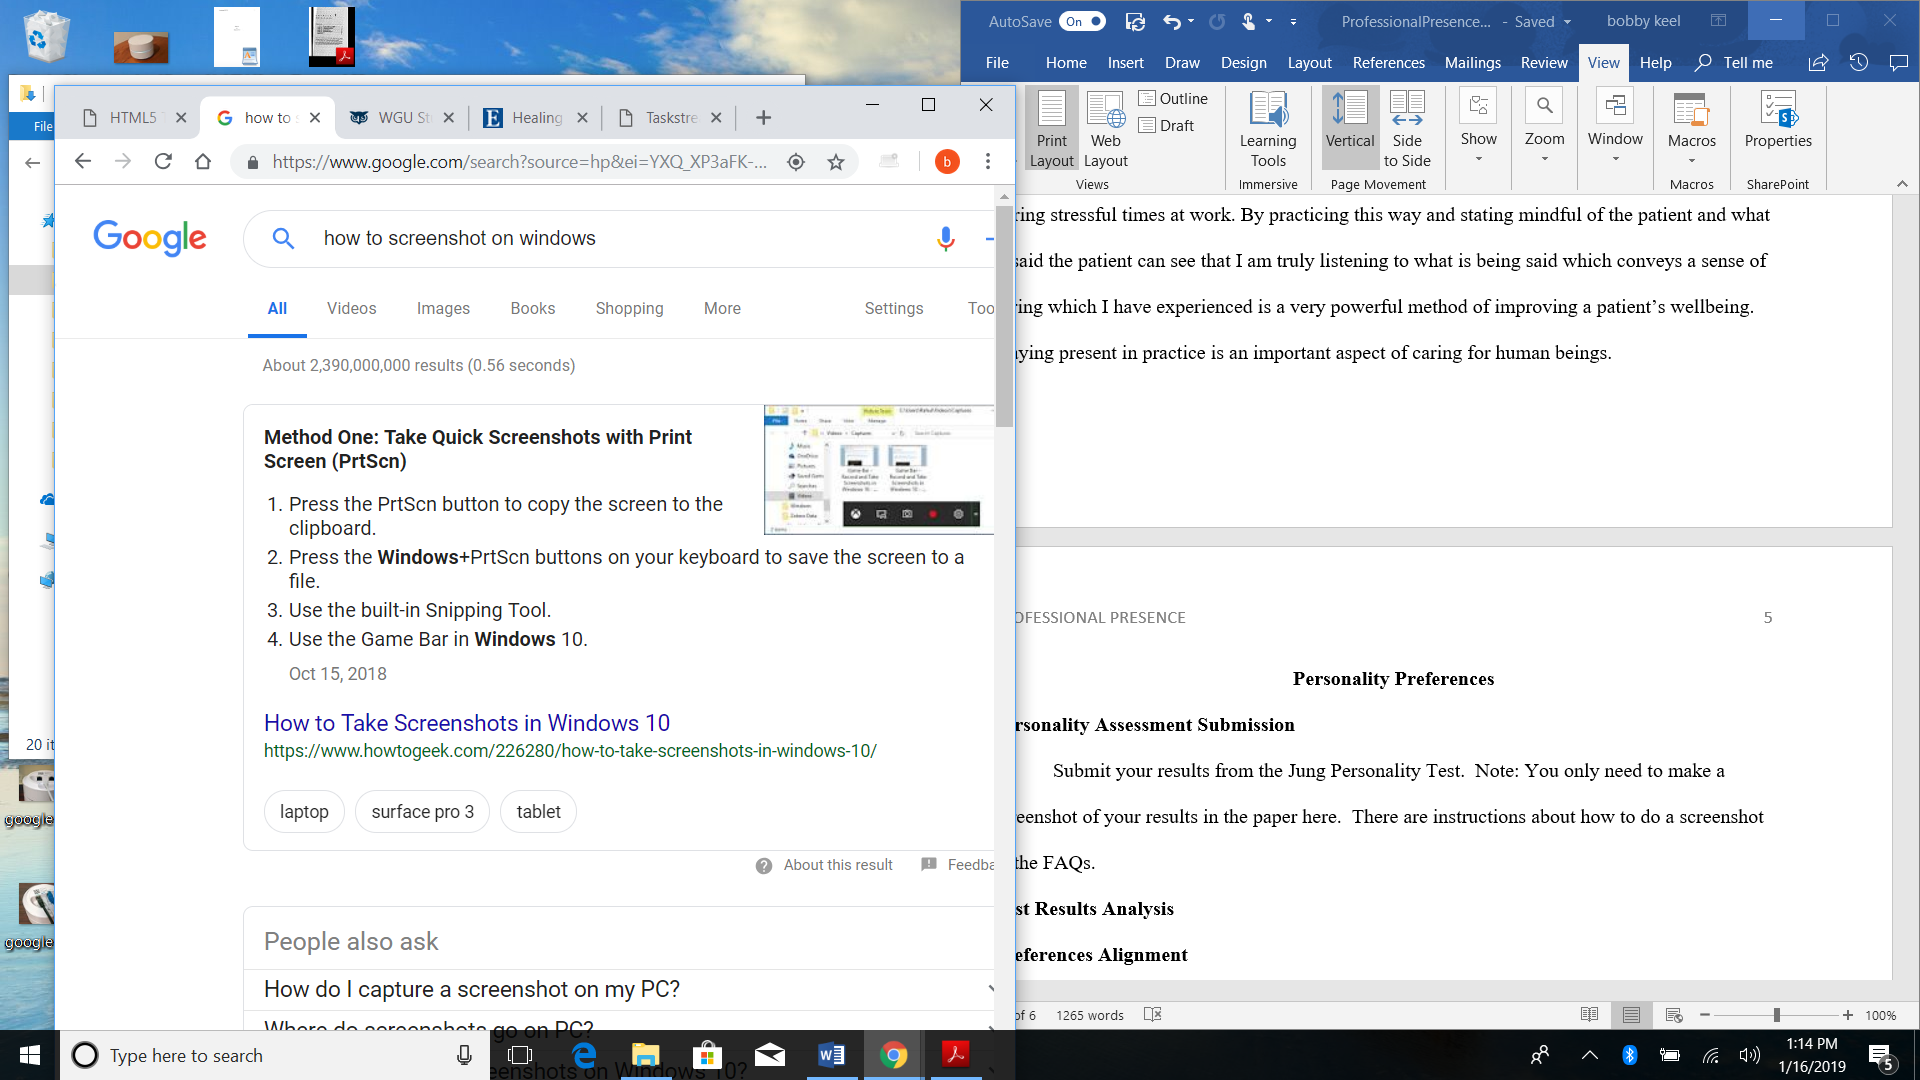 AutoSave On ProfessionalPresence... - Saved bobby keel
File Home Insert Draw Design Layout References Mailings Review View Help Tell me
Print Layout
Web Layout
Outline
Draft
Views
Learning Tools
Immersive
Vertical
Side to Side
Page Movement
Show
Zoom
Window
Macros
Macros
Properties
SharePoint
File
HTML5
how to
WGU St
Healing
Taskstre
https://www.google.com/search?source=hp&ei=YXQ_XP3aFK-...
b
Google
how to screenshot on windows
All Videos Images Books Shopping More Settings Too
About 2,390,000,000 results (0.56 seconds)
Method One: Take Quick Screenshots with Print
Screen (PrtScn)
1. Press the PrtScn button to copy the screen to the
clipboard.
2. Press the Windows+PrtScn buttons on your keyboard to save the screen to a
file.
3. Use the built-in Snipping Tool.
4. Use the Game Bar in Windows 10.
Oct 15, 2018
How to Take Screenshots in Windows 10
https://www.howtogeek.com/226280/how-to-take-screenshots-in-windows-10/
laptop surface pro 3 tablet
About this result Feedba
People also ask
How do I capture a screenshot on my PC?
Where do screenshots go on PC?
eenshots on Windows 10?
20 it
google
google
ring stressful times at work. By practicing this way and stating mindful of the patient and what
said the patient can see that I am truly listening to what is being said which conveys a sense of
ring which I have experienced is a very powerful method of improving a patient’s wellbeing.
aying present in practice is an important aspect of caring for human beings.
OFESSIONAL PRESENCE 5
Personality Preferences
rsonality Assessment Submission
Submit your results from the Jung Personality Test.  Note: You only need to make a
eenshot of your results in the paper here.  There are instructions about how to do a screenshot
the FAQs.
st Results Analysis
eferences Alignment
of 6 1265 words 100%
Type here to search
1:14 PM
1/16/2019
5